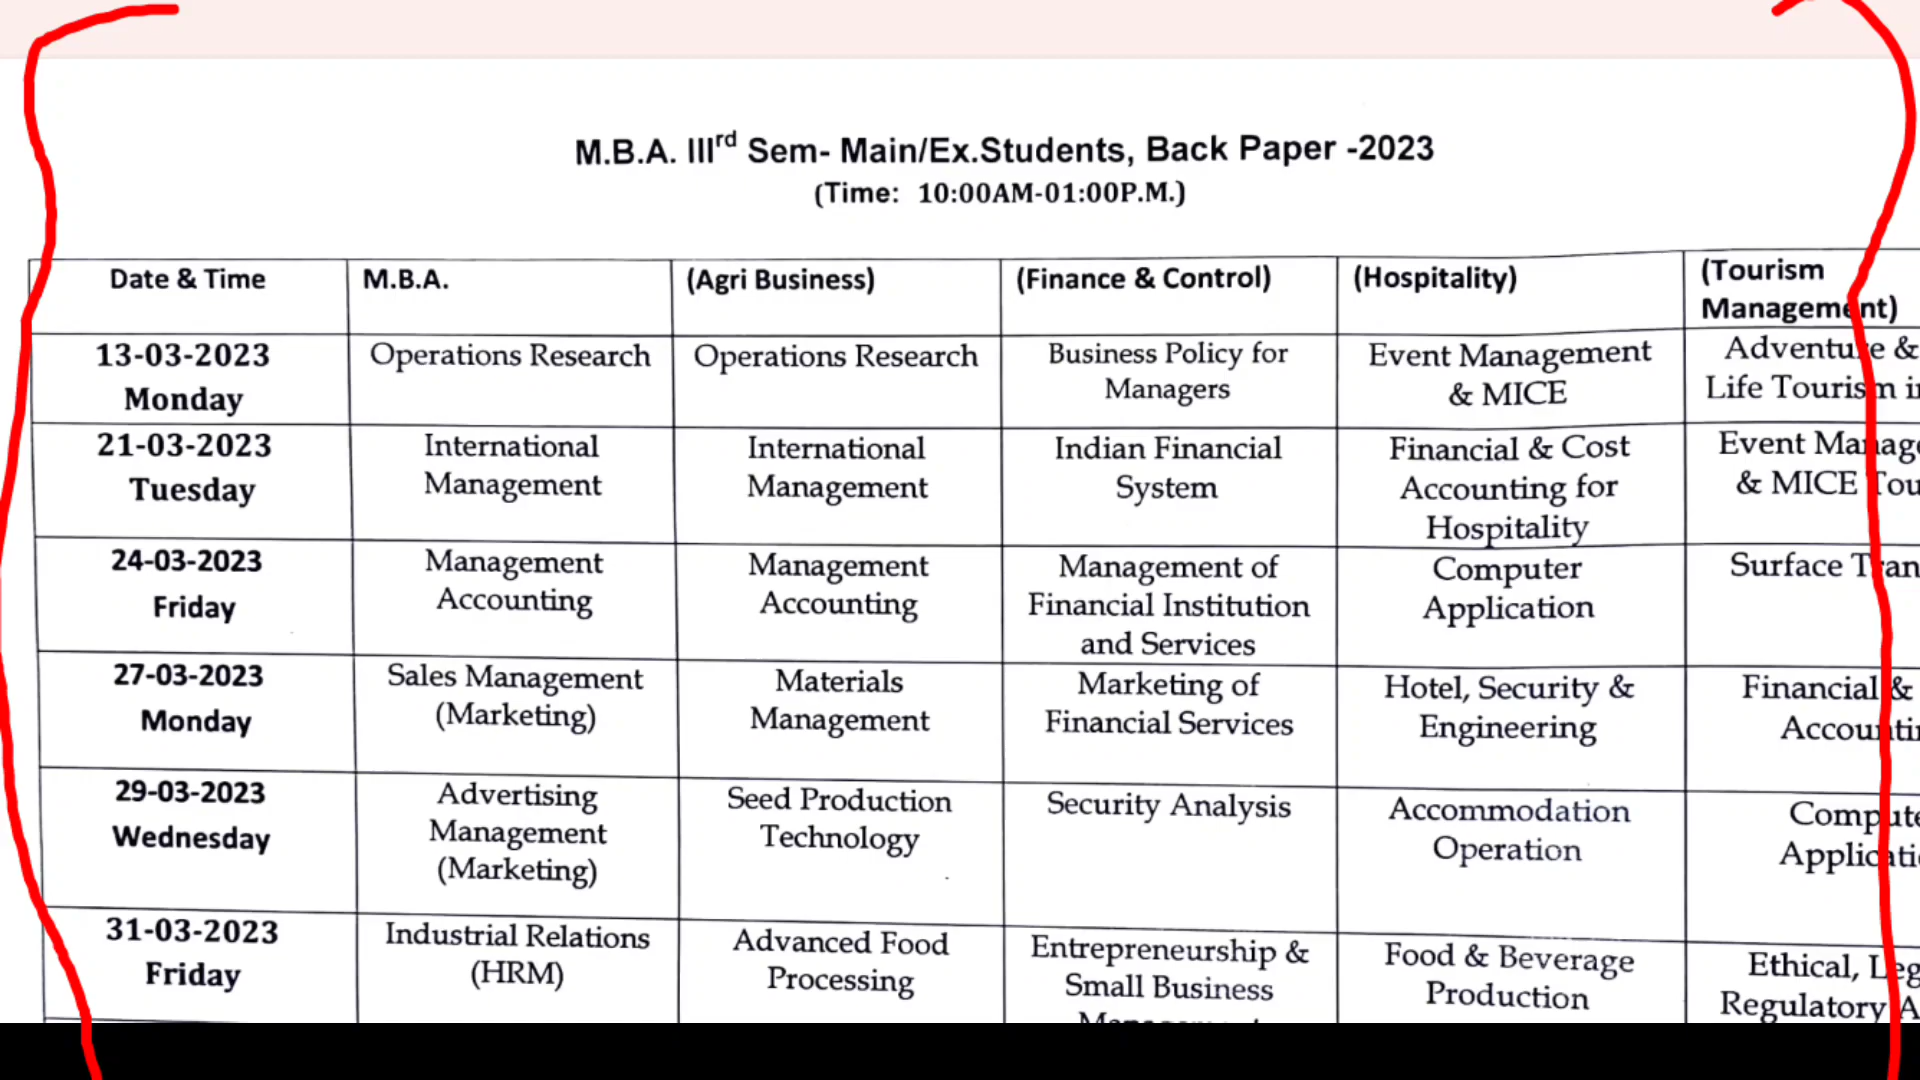 M.B.A. IIIrd Sem- Main/Ex.Students, Back Paper -2023
(Time: 10:00AM-01:00P.M.)
Date & Time
M.B.A.
(Agri Business)
(Finance & Control)
(Hospitality)
(Tourism
Management)
13-03-2023
Monday
Operations Research
Operations Research
Business Policy for
Managers
Event Management
& MICE
Adventure &
Life Tourism
21-03-2023
Tuesday
International
Management
International
Management
Indian Financial
System
Financial & Cost
Accounting for
Hospitality
Event
& MICE
24-03-2023
Friday
Management
Accounting
Management
Accounting
Management of
Financial Institution
and Services
Computer
Application
Surface
27-03-2023
Monday
Sales Management
(Marketing)
Materials
Management
Marketing of
Financial Services
Hotel, Security &
Engineering
Financial &
29-03-2023
Wednesday
Advertising
Management
(Marketing)
Seed Production
Technology
Security Analysis
Accommodation
Operation
31-03-2023
Friday
Industrial Relations
(HRM)
Advanced Food
Processing
Entrepreneurship &
Small Business
Food & Beverage
Production
Ethical,
Regulatory